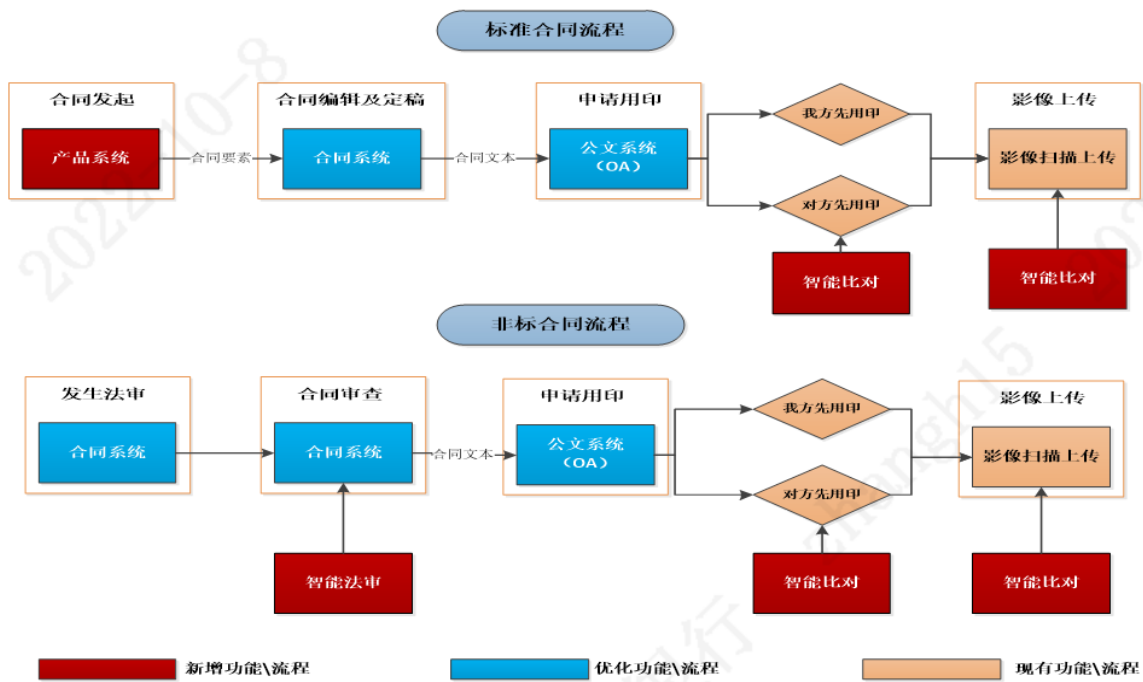 标准合同流程
合同发起
合同编辑及定稿
申请用印
影像上传
产品系统
合同要素
合同系统
合同文本
公文系统
（OA）
我方先用印
对方先用印
影像扫描上传
智能比对
智能比对
非标合同流程
发生法审
合同审查
申请用印
影像上传
合同系统
合同系统
合同文本
公文系统
（OA）
我方先用印
对方先用印
影像扫描上传
智能法审
智能比对
智能比对
新增功能\流程
优化功能\流程
现有功能\流程
zhangh15